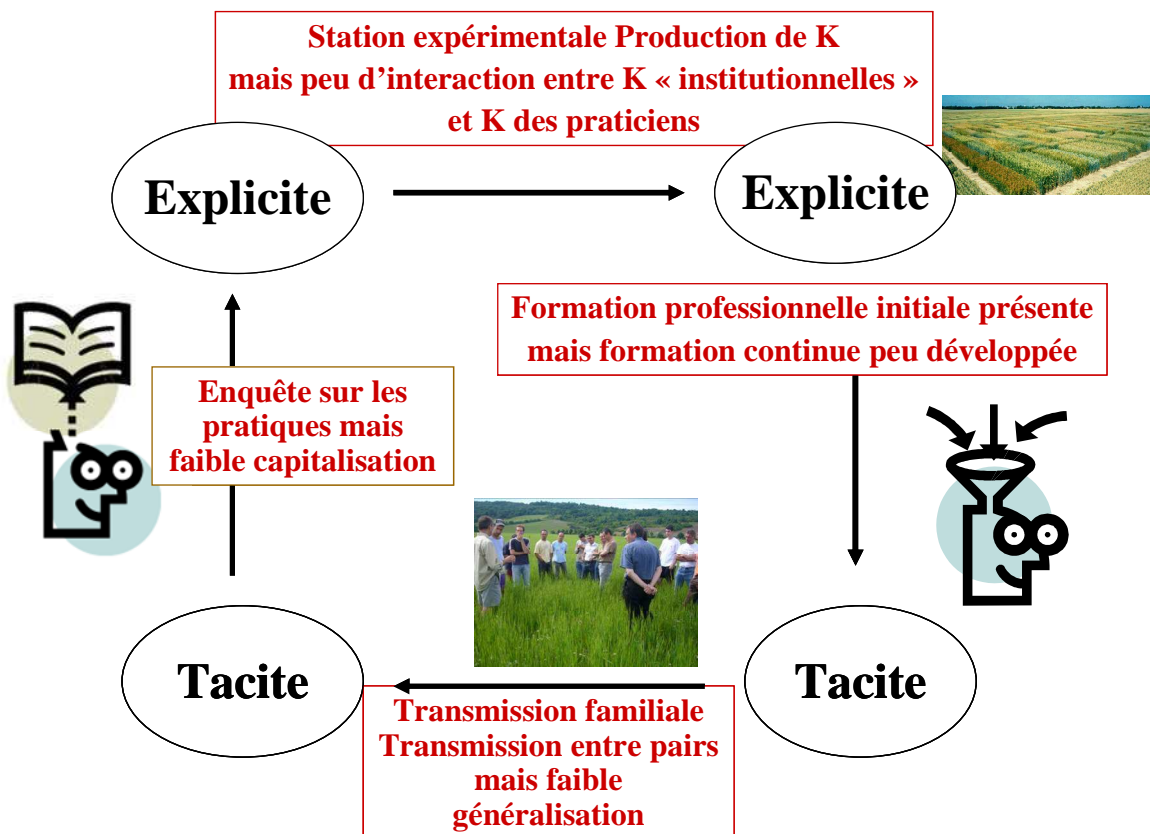 Station expérimentale Production de K
mais peu d'interaction entre K « institutionnelles »
et K des praticiens
Explicite
Explicite
Formation professionnelle initiale présente
mais formation continue peu développée
Enquête sur les
pratiques mais
faible capitalisation
Tacite
Tacite
Transmission familiale
Transmission entre pairs
mais faible
généralisation